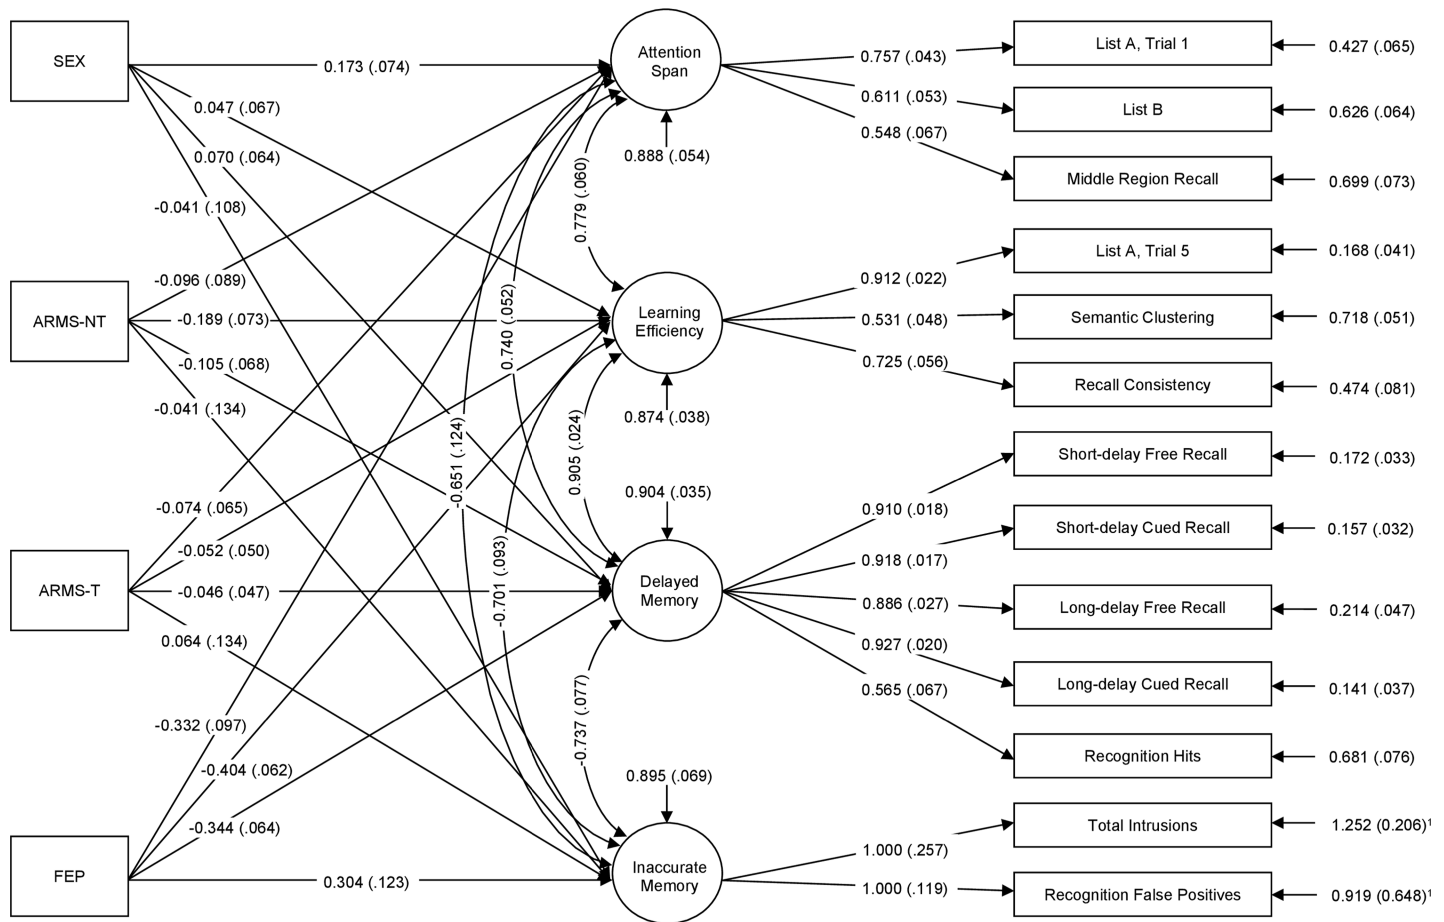 SEX
ARMS-NT
ARMS-T
FEP
0.173 (.074)
0.047 (.067)
0.070 (.064)
-0.041 (.108)
-0.096 (.089)
-0.189 (.073)
-0.105 (.068)
-0.041 (.134)
-0.074 (.065)
-0.052 (.050)
-0.046 (.047)
0.064 (.134)
-0.332 (.097)
-0.404 (.062)
-0.344 (.064)
0.304 (.123)
Attention
Span
0.888 (.054)
0.779 (.060)
0.740 (.052)
-0.651 (.124)
Learning
Efficiency
0.874 (.038)
0.905 (.024)
-0.701 (.093)
0.904 (.035)
Delayed
Memory
-0.737 (.077)
0.895 (.069)
Inaccurate
Memory
0.757 (.043)
0.611 (.053)
0.548 (.067)
0.912 (.022)
0.531 (.048)
0.725 (.056)
0.910 (.018)
0.918 (.017)
0.886 (.027)
0.927 (.020)
0.565 (.067)
1.000 (.257)
1.000 (.119)
List A, Trial 1
0.427 (.065)
List B
0.626 (.064)
Middle Region Recall
0.699 (.073)
List A, Trial 5
0.168 (.041)
Semantic Clustering
0.718 (.051)
Recall Consistency
0.474 (.081)
Short-delay Free Recall
0.172 (.033)
Short-delay Cued Recall
0.157 (.032)
Long-delay Free Recall
0.214 (.047)
Long-delay Cued Recall
0.141 (.037)
Recognition Hits
0.681 (.076)
Total Intrusions
1.252 (0.206)¹
Recognition False Positives
0.919 (0.648)¹